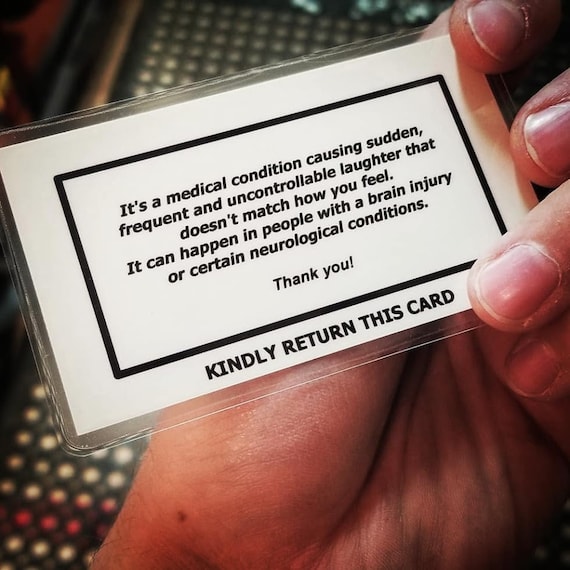 It's a medical condition causing sudden,
frequent and uncontrollable laughter that
doesn't match how you feel.
It can happen in people with a brain injury
or certain neurological conditions.
Thank you!
KINDLY RETURN THIS CARD